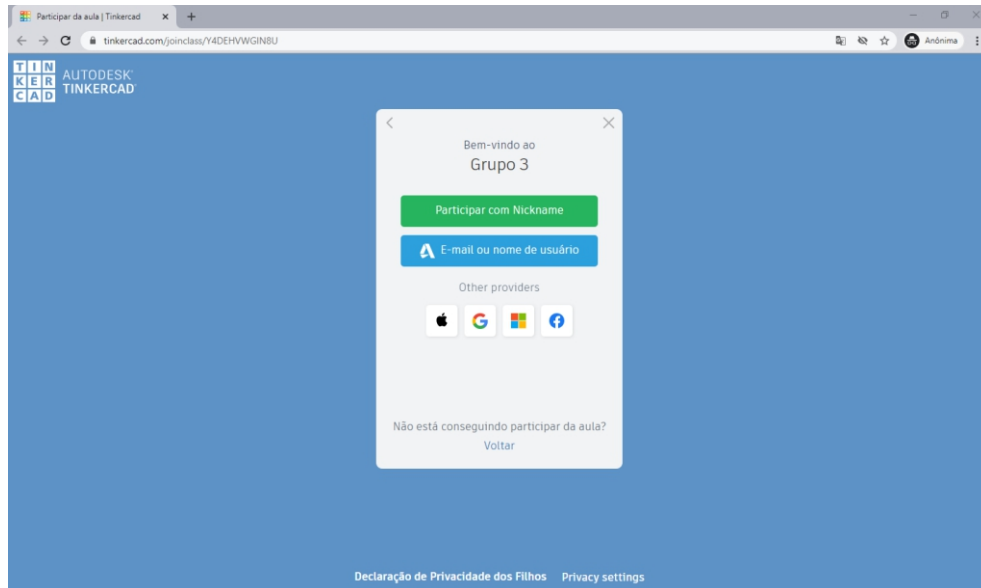 Participar da aula | Tinkercad
tinkercad.com/joinclass/Y4DEHVWGIN8U
Anônima
TIN
KER
CAD
AUTODESK
TINKERCAD
Bem-vindo ao
Grupo 3
Participar com Nickname
E-mail ou nome de usuário
Other providers
Não está conseguindo participar da aula?
Voltar
Declaração de Privacidade dos Filhos Privacy settings